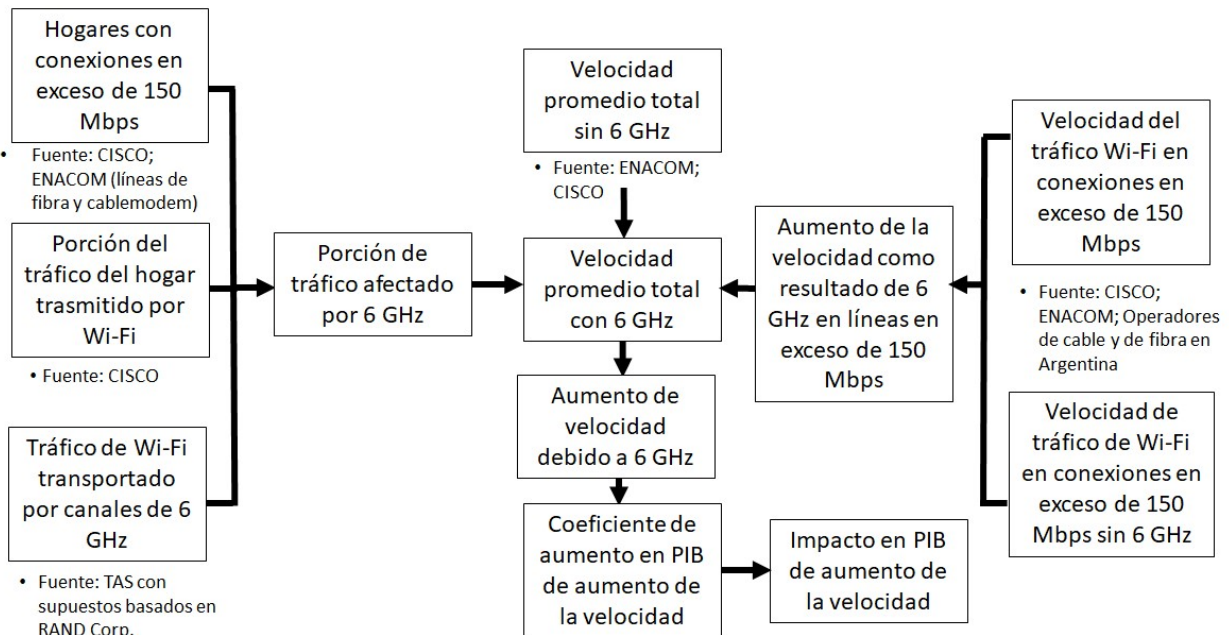 Hogares con
conexiones en
exceso de 150
Mbps
• Fuente: CISCO;
ENACOM (líneas de
fibra y cablemodem)
Porción del
tráfico del hogar
trasmitido por
Wi-Fi
• Fuente: CISCO
Tráfico de Wi-Fi
transportado
por canales de 6
GHz
• Fuente: TAS con
supuestos basados en
RAND Corp.
Porción de
tráfico afectado
por 6 GHz
Velocidad
promedio total
sin 6 GHz
• Fuente: ENACOM;
CISCO
Velocidad
promedio total
con 6 GHz
Aumento de
velocidad
debido a 6 GHz
Coeficiente de
aumento en PIB
de aumento de
la velocidad
Impacto en PIB
de aumento de
la velocidad
Aumento de la
velocidad como
resultado de 6
GHz en líneas en
exceso de 150
Mbps
Velocidad del
tráfico Wi-Fi en
conexiones en
exceso de 150
Mbps
• Fuente: CISCO;
ENACOM; Operadores
de cable y de fibra en
Argentina
Velocidad de
tráfico de Wi-Fi
en conexiones en
exceso de 150
Mbps sin 6 GHz